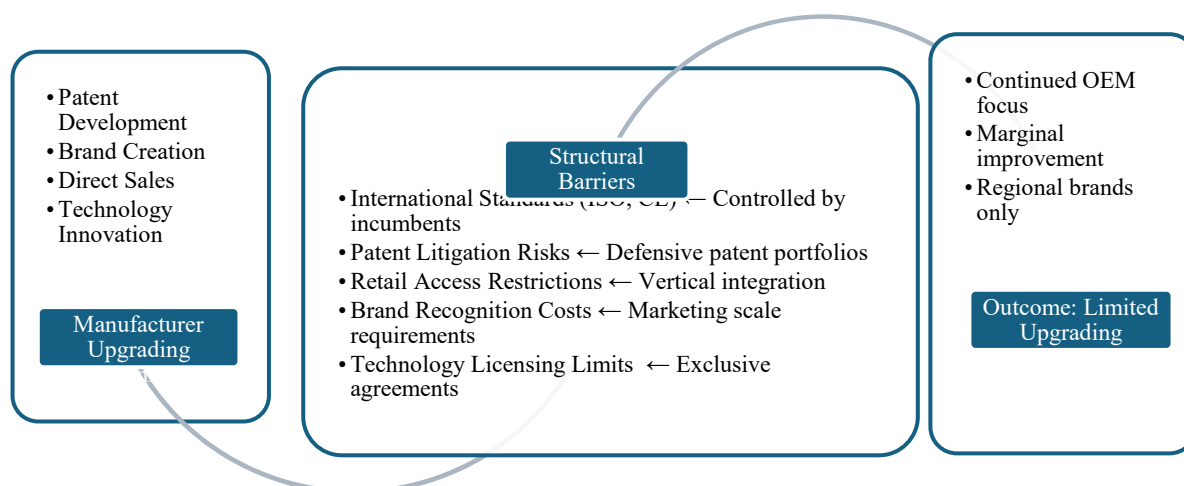 • Patent
Development
• Brand Creation
• Direct Sales
• Technology
Innovation
Manufacturer
Upgrading
Structural
Barriers
• International Standards (ISO, CE) ← Controlled by
incumbents
• Patent Litigation Risks ← Defensive patent portfolios
• Retail Access Restrictions ← Vertical integration
• Brand Recognition Costs ← Marketing scale
requirements
• Technology Licensing Limits ← Exclusive
agreements
• Continued OEM
focus
• Marginal
improvement
• Regional brands
only
Outcome: Limited
Upgrading